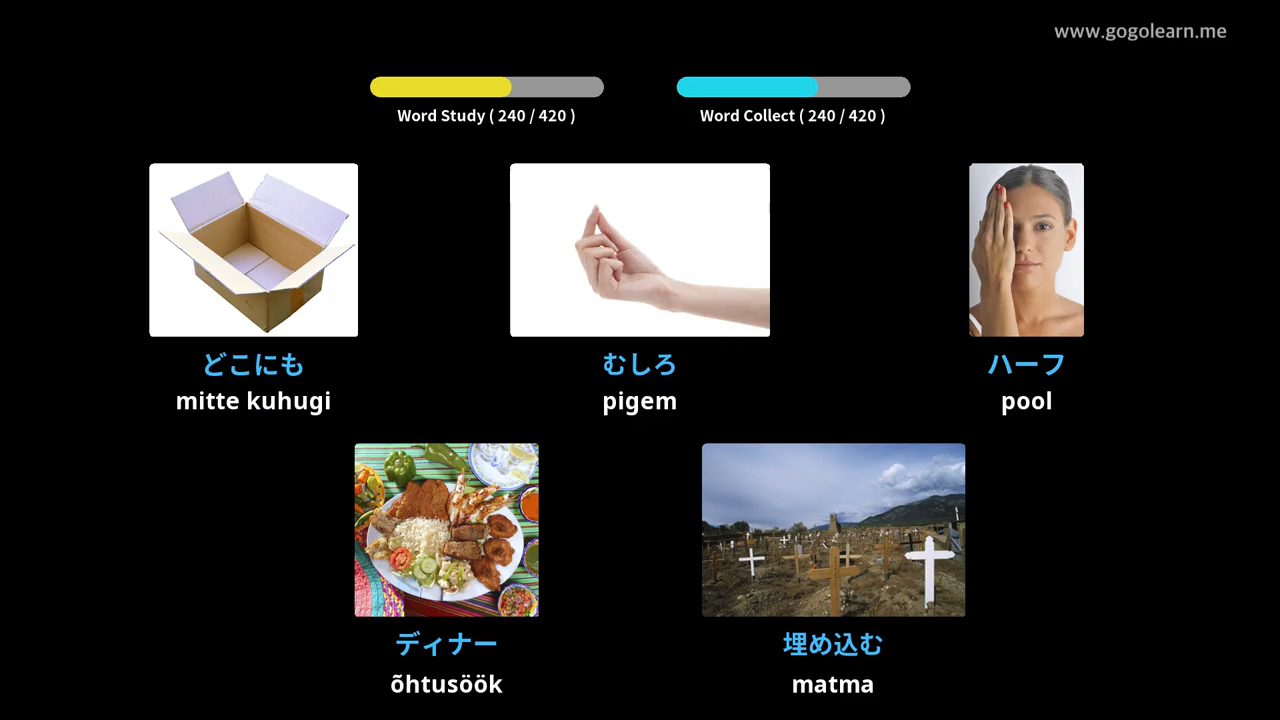 www.gogolearn.me
Word Study ( 240 / 420 )
Word Collect ( 240 / 420 )
どこにも
mitte kuhugi
むしろ
pigem
ハーフ
pool
ディナー
õhtusöök
埋め込む
matma